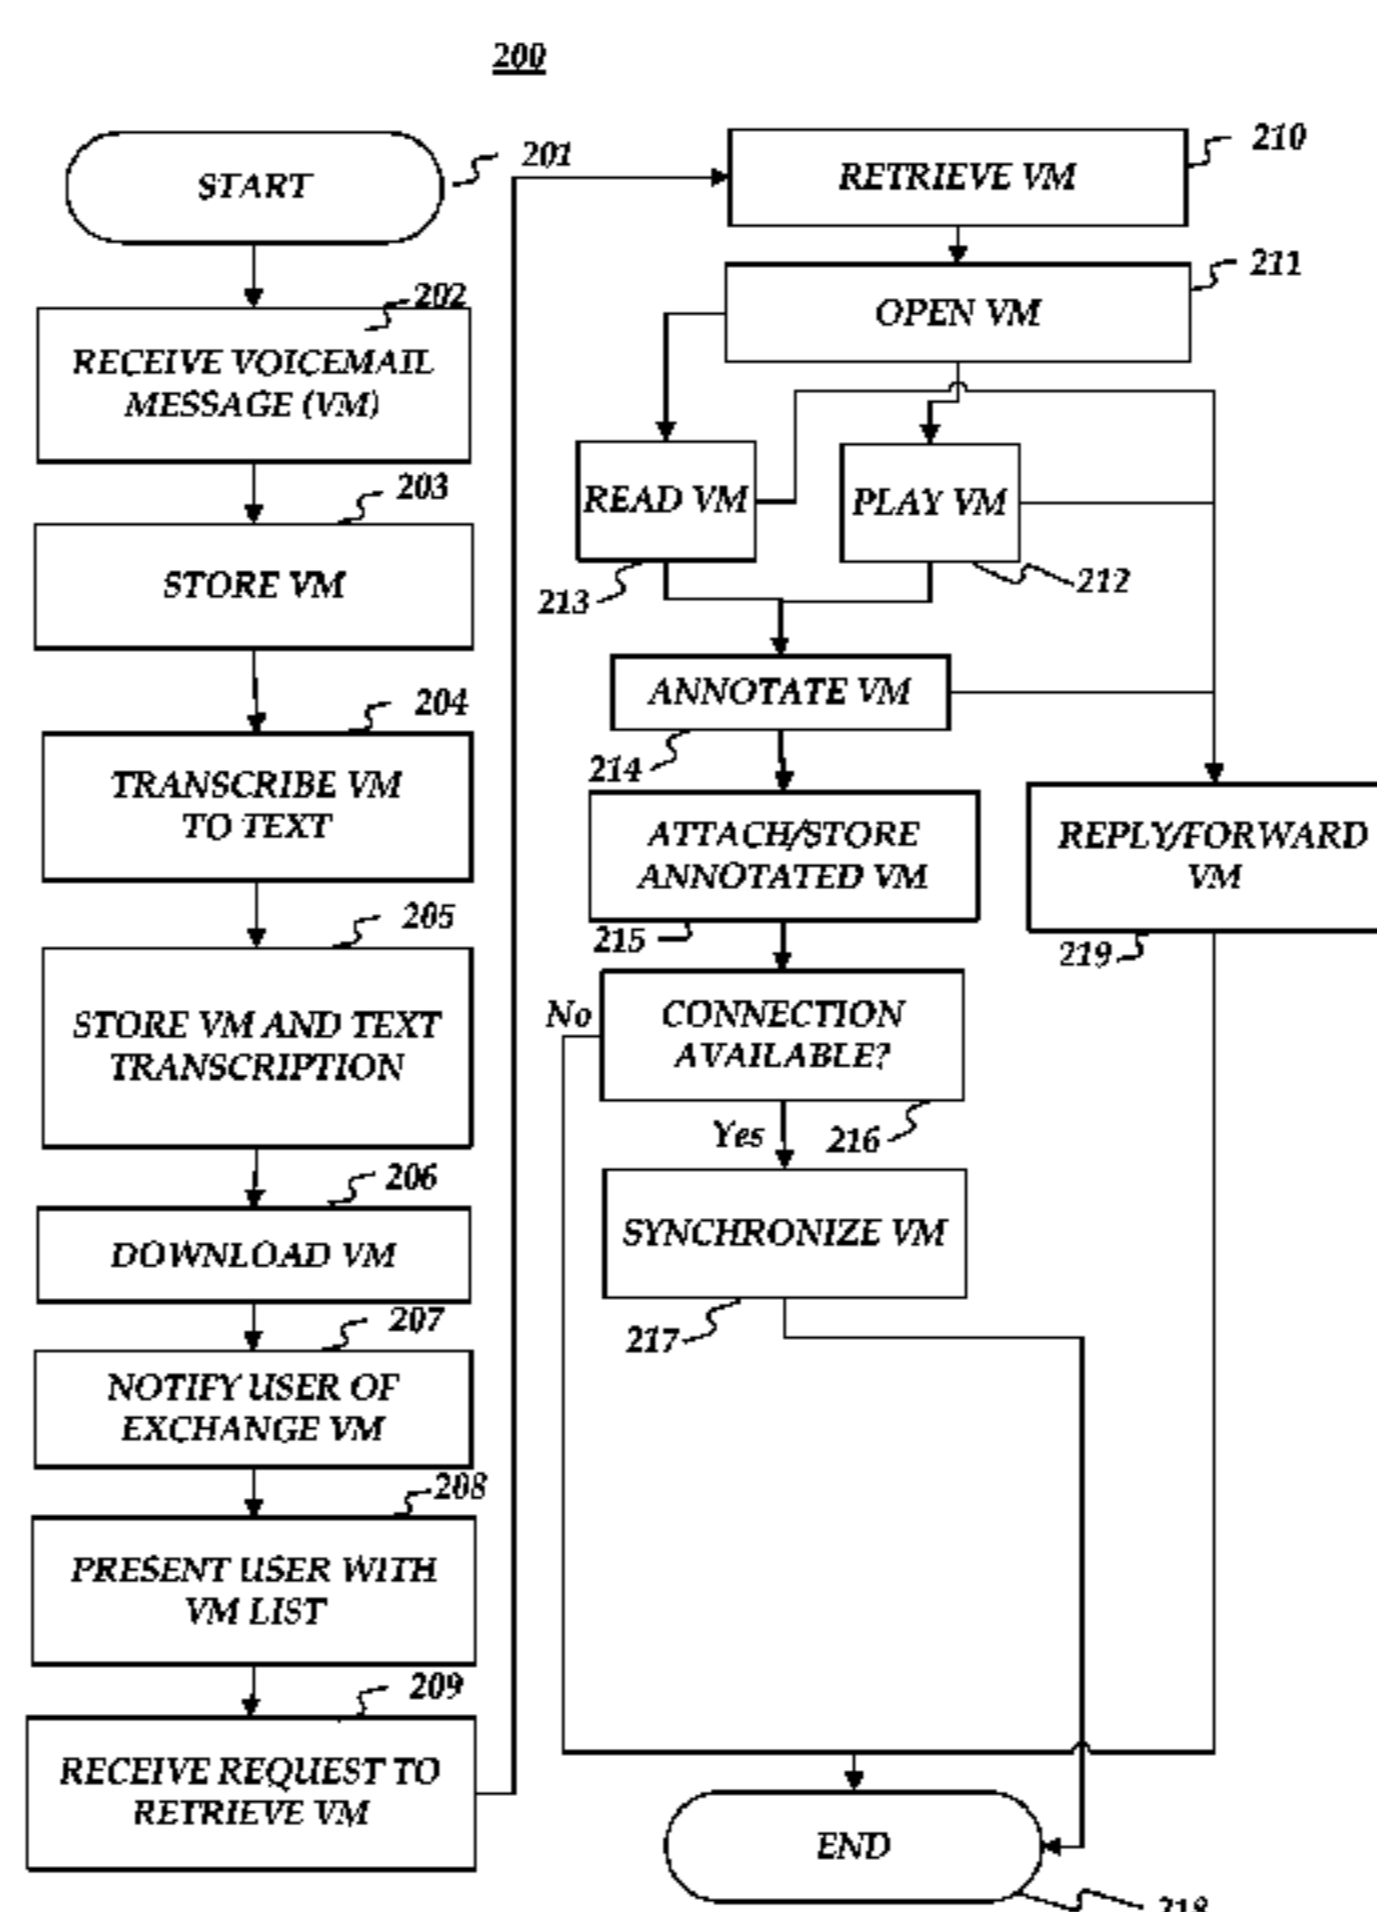 200
START
201
202
RECEIVE VOICEMAIL
MESSAGE (VM)
203
STORE VM
204
TRANSCRIBE VM
TO TEXT
205
STORE VM AND TEXT
TRANSCRIPTION
206
DOWNLOAD VM
207
NOTIFY USER OF
EXCHANGE VM
208
PRESENT USER WITH
VM LIST
209
RECEIVE REQUEST TO
RETRIEVE VM
210
RETRIEVE VM
211
OPEN VM
READ VM
213
PLAY VM
212
ANNOTATE VM
214
ATTACH/STORE
ANNOTATED VM
215
REPLY/FORWARD
VM
219
No
CONNECTION
AVAILABLE?
Yes
216
SYNCHRONIZE VM
217
END
218